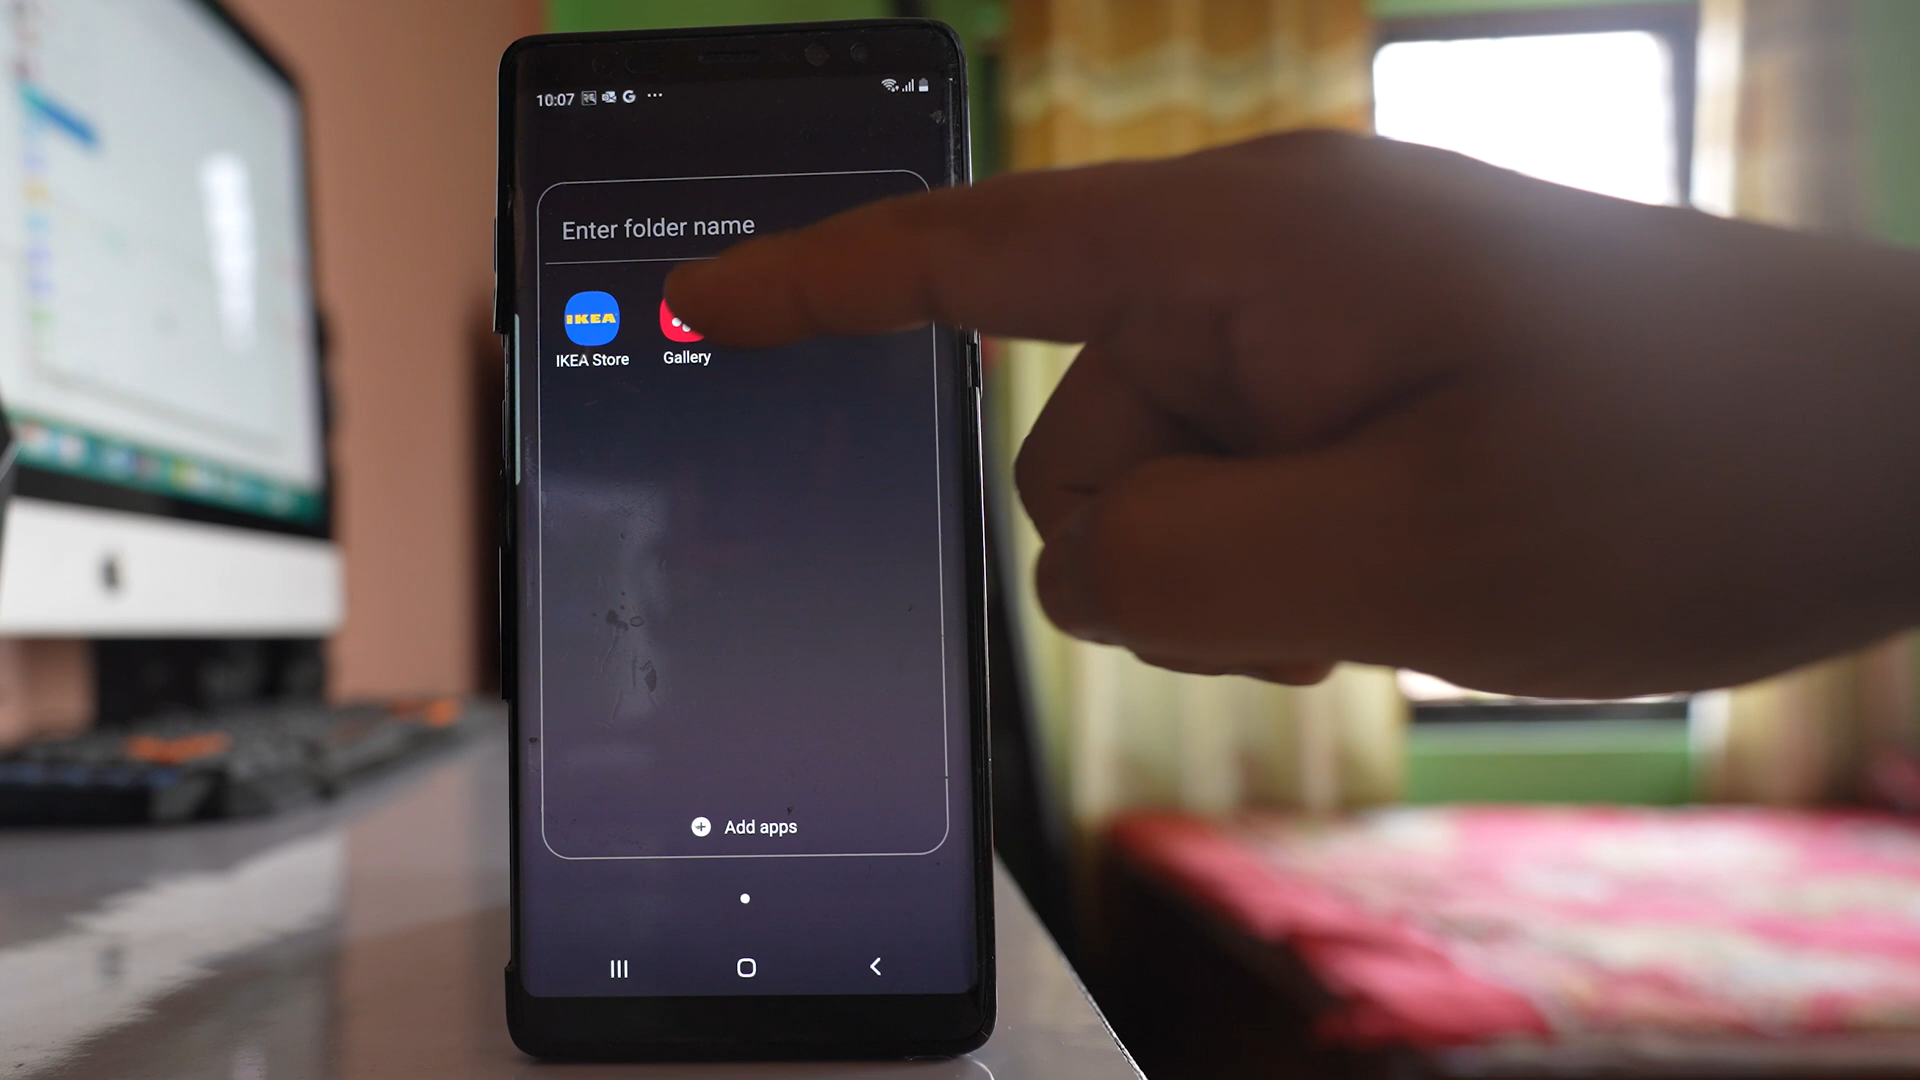 10:07 G ...
Enter folder name
IKEA
IKEA Store
Gallery
Add apps